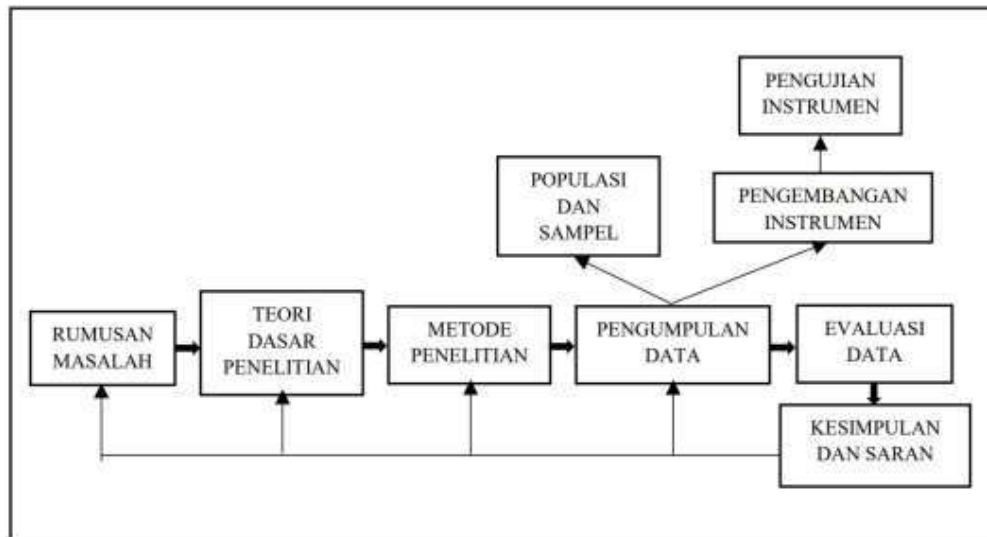 PENGUJIAN
INSTRUMEN
POPULASI
DAN
SAMPEL
PENGEMBANGAN
INSTRUMEN
RUMUSAN
MASALAH
TEORI
DASAR
PENELITIAN
METODE
PENELITIAN
PENGUMPULAN
DATA
EVALUASI
DATA
KESIMPULAN
DAN SARAN